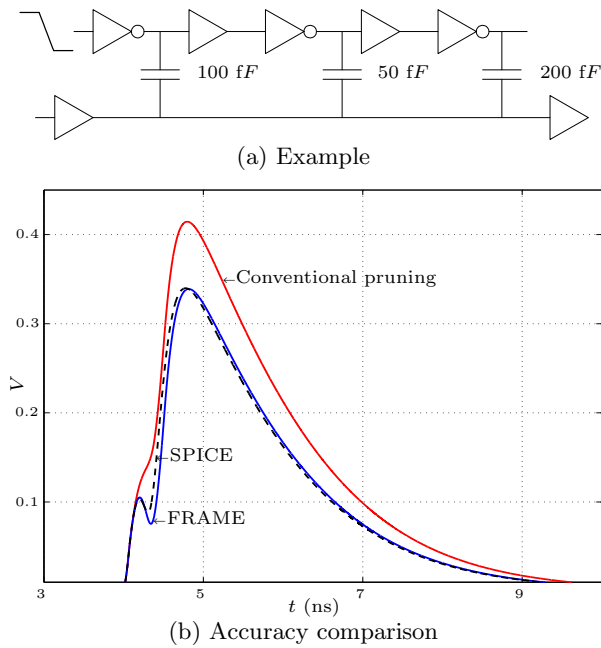 100 fF 50 fF 200 fF
(a) Example
0.4
Conventional pruning
0.3
V
0.2
SPICE
0.1
FRAME
3 5 7 9
t (ns)
(b) Accuracy comparison